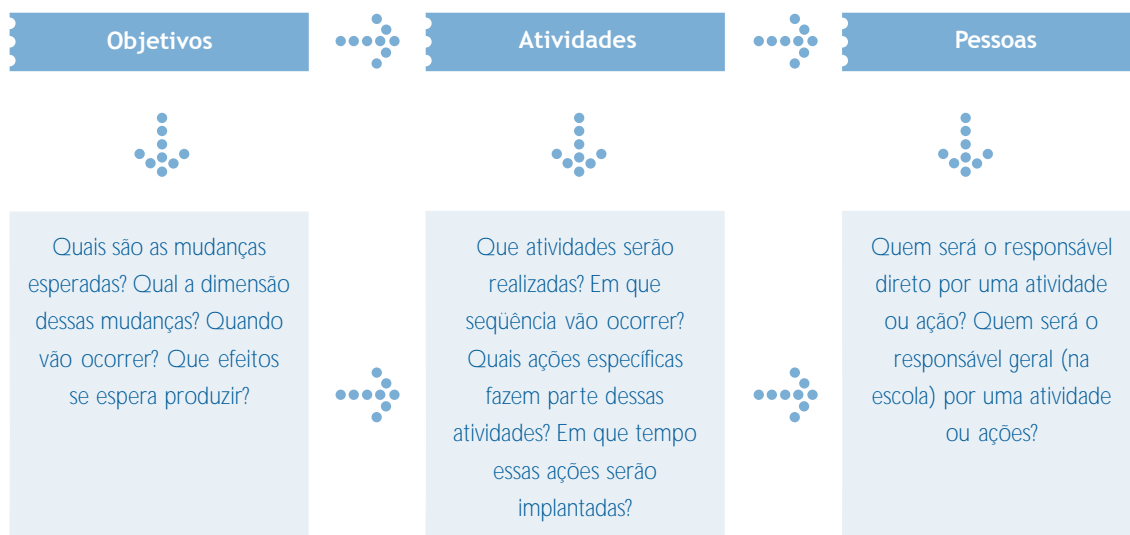 Objetivos
Atividades
Pessoas
Quais são as mudanças
esperadas? Qual a dimensão
dessas mudanças? Quando
vão ocorrer? Que efeitos
se espera produzir?
Que atividades serão
realizadas? Em que
seqüência vão ocorrer?
Quais ações específicas
fazem parte dessas
atividades? Em que tempo
essas ações serão
implantadas?
Quem será o responsável
direto por uma atividade
ou ação? Quem será o
responsável geral (na
escola) por uma atividade
ou ações?